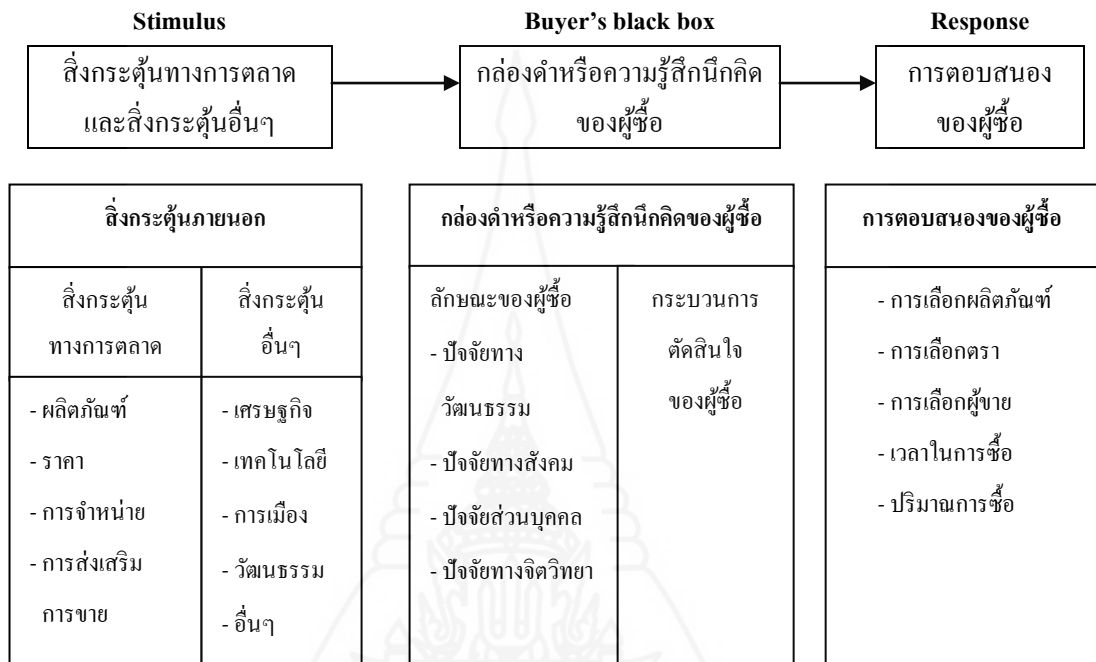 Stimulus
Buyer's black box
Response
สิ่งกระตุ้นทางการตลาด
และสิ่งกระตุ้นอื่นๆ
กล่องดำหรือความรู้สึกนึกคิด
ของผู้ซื้อ
การตอบสนอง
ของผู้ซื้อ
สิ่งกระตุ้นภายนอก
สิ่งกระตุ้น
ทางการตลาด
สิ่งกระตุ้น
อื่นๆ
- ผลิตภัณฑ์
- ราคา
- การจำหน่าย
- การส่งเสริม
การขาย
- เศรษฐกิจ
- เทคโนโลยี
- การเมือง
- วัฒนธรรม
- อื่นๆ
กล่องดำหรือความรู้สึกนึกคิดของผู้ซื้อ
ลักษณะของผู้ซื้อ
- ปัจจัยทาง
วัฒนธรรม
- ปัจจัยทางสังคม
- ปัจจัยส่วนบุคคล
- ปัจจัยทางจิตวิทยา
กระบวนการ
ตัดสินใจ
ของผู้ซื้อ
การตอบสนองของผู้ซื้อ
- การเลือกผลิตภัณฑ์
- การเลือกตรา
- การเลือกผู้ขาย
- เวลาในการซื้อ
- ปริมาณการซื้อ